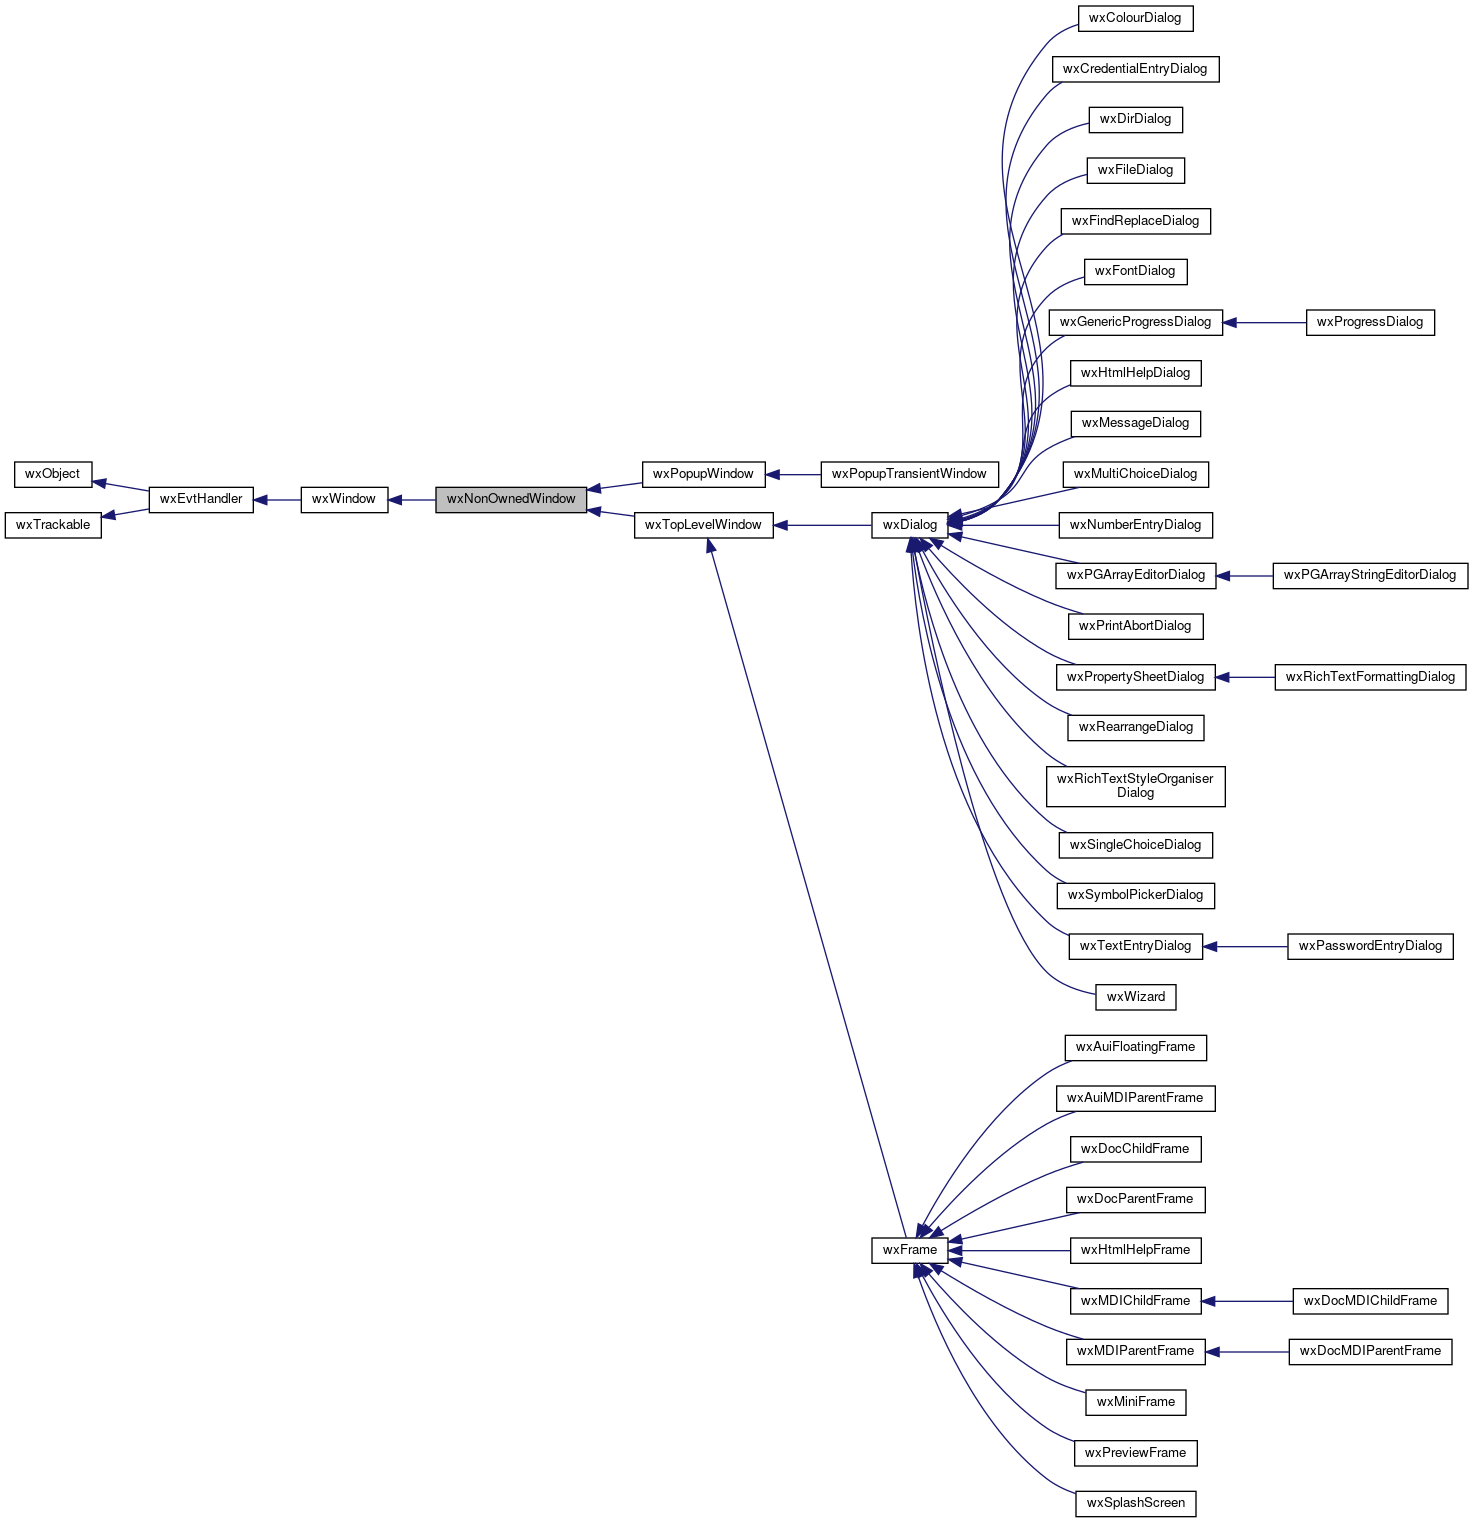 wxObject
wxTrackable
wxEvtHandler
wxWindow
wxNonOwnedWindow
wxPopupWindow
wxTopLevelWindow
wxPopupTransientWindow
wxDialog
wxFrame
wxColourDialog
wxCredentialEntryDialog
wxDirDialog
wxFileDialog
wxFindReplaceDialog
wxFontDialog
wxGenericProgressDialog
wxProgressDialog
wxHtmlHelpDialog
wxMessageDialog
wxMultiChoiceDialog
wxNumberEntryDialog
wxPGArrayEditorDialog
wxPGArrayStringEditorDialog
wxPrintAbortDialog
wxPropertySheetDialog
wxRichTextFormattingDialog
wxRearrangeDialog
wxRichTextStyleOrganiser
Dialog
wxSingleChoiceDialog
wxSymbolPickerDialog
wxTextEntryDialog
wxPasswordEntryDialog
wxWizard
wxAuiFloatingFrame
wxAuiMDIParentFrame
wxDocChildFrame
wxDocParentFrame
wxHtmlHelpFrame
wxMDIChildFrame
wxDocMDIChildFrame
wxMDIParentFrame
wxDocMDIParentFrame
wxMiniFrame
wxPreviewFrame
wxSplashScreen